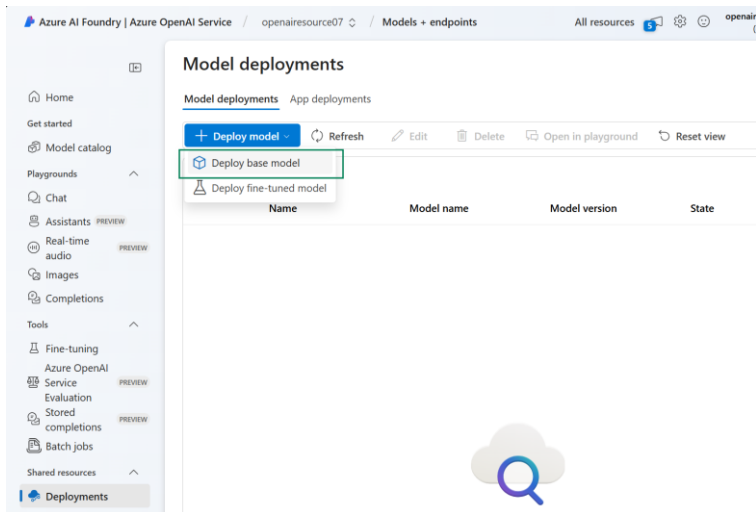 Azure AI Foundry | Azure OpenAI Service / openairesource07 / Models + endpoints All resources 5 openair
Model deployments
Model deployments App deployments
+ Deploy model Refresh Edit Delete Open in playground Reset view
Deploy base model
Deploy fine-tuned model
Name Model name Model version State
Home
Get started
Model catalog
Playgrounds
Chat
Assistants PREVIEW
Real-time
audio PREVIEW
Images
Completions
Tools
Fine-tuning
Azure OpenAI
Service PREVIEW
Evaluation
Stored
completions PREVIEW
Batch jobs
Shared resources
Deployments